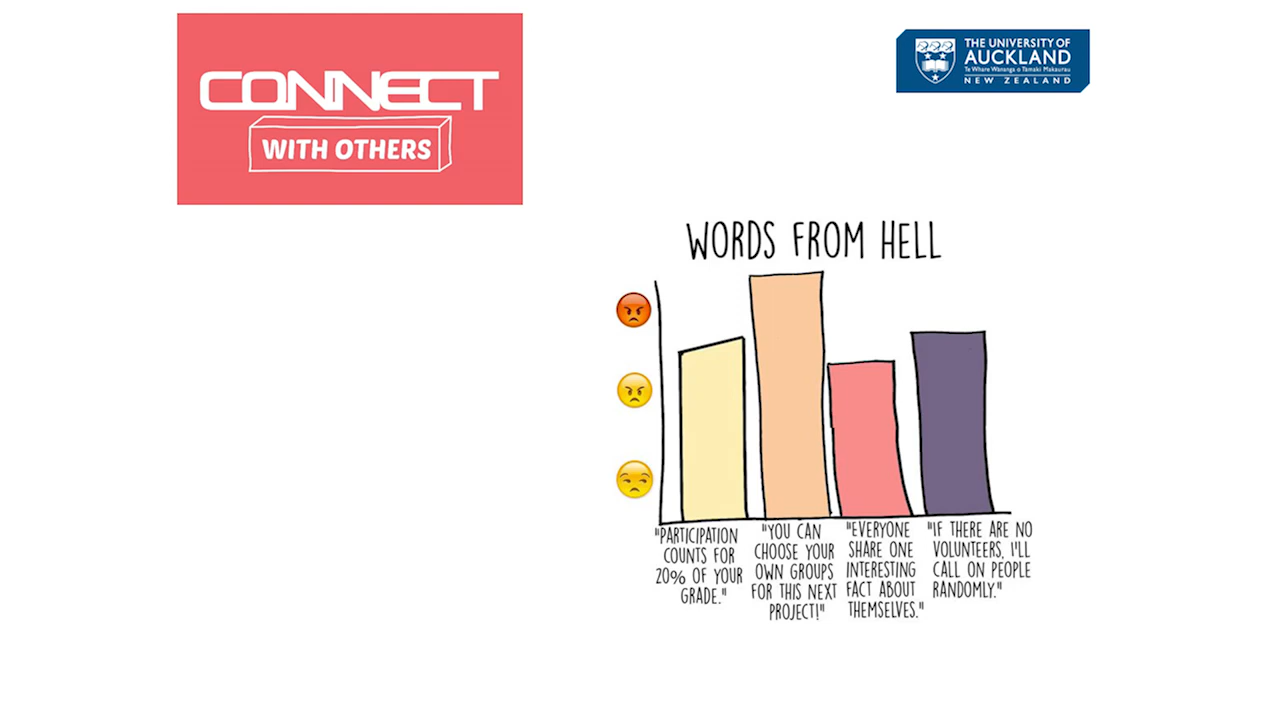 CONNECT
WITH OTHERS
THE UNIVERSITY OF
AUCKLAND
Te Whare Wānanga o Tāmaki Makaurau
NEW ZEALAND
WORDS FROM HELL
"PARTICIPATION
COUNTS FOR
20% OF YOUR
GRADE."
"YOU CAN
CHOOSE YOUR
OWN GROUPS
FOR THIS NEXT
PROJECT!"
"EVERYONE
SHARE ONE
INTERESTING
FACT ABOUT
THEMSELVES."
"IF THERE ARE NO
VOLUNTEERS, I'LL
CALL ON PEOPLE
RANDOMLY."